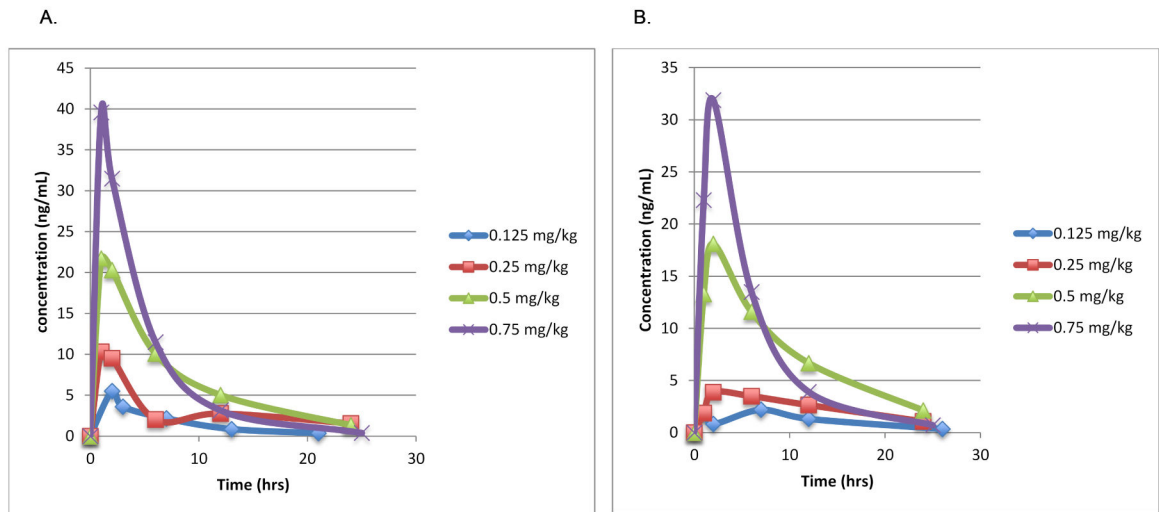 A.
45
40
35
30
25
20
15
10
5
0
concentration (ng/mL)
0
10
20
30
Time (hrs)
0.125 mg/kg
0.25 mg/kg
0.5 mg/kg
0.75 mg/kg
B.
35
30
25
20
15
10
5
0
Concentration (ng/mL)
0
10
20
30
Time (hrs)
0.125 mg/kg
0.25 mg/kg
0.5 mg/kg
0.75 mg/kg